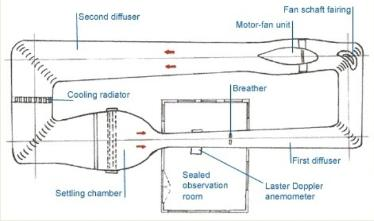 Second diffuser
Motor-fan unit
Fan schaft fairing
Cooling radiator
Breather
Settling chamber
Sealed
observation
room
Laster Doppler
anemometer
First diffuser